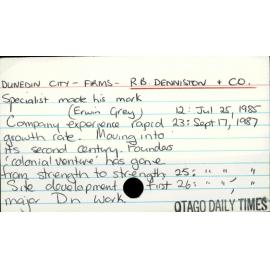 DUNEDIN CITY - FIRMS - R.B. DENNISTON & CO.
Specialist made his mark
(Erwin Grey) 12: Jul 25, 1985
Company experience rapid 23: Sept 17, 1987
growth rate. Moving into
its second century. Founders
'colonial venture' has gone
from strength to strength 25: " " , "
Site development first 26: " " , "
major Dn Work
OTAGO DAILY TIMES